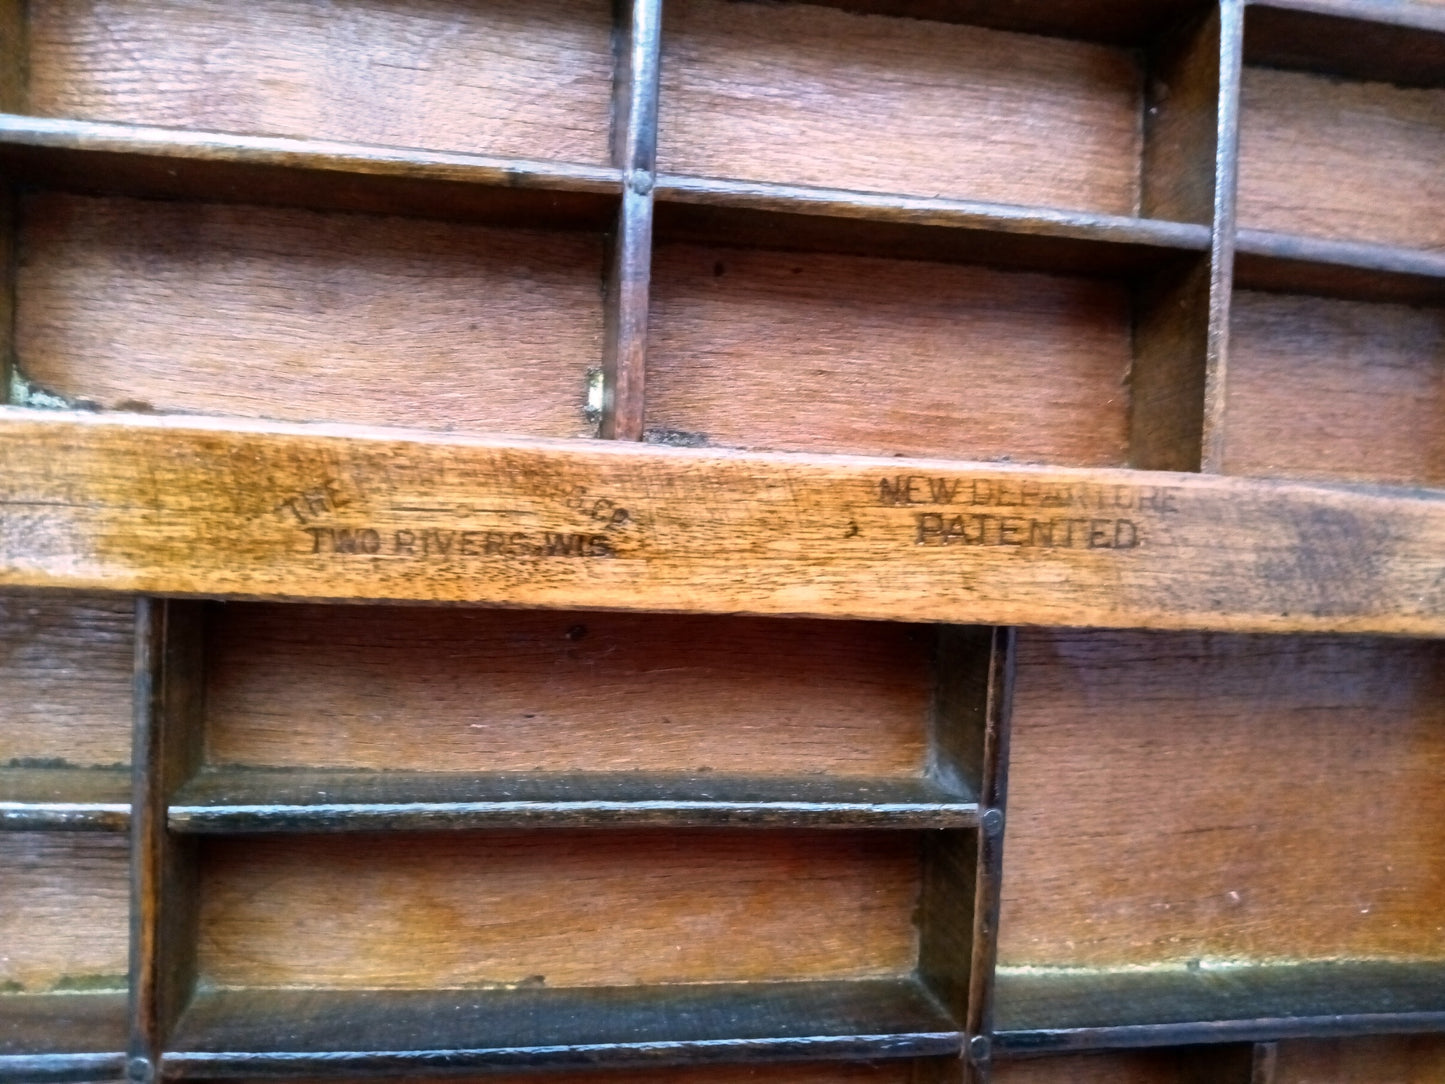 THE CO.
TWO RIVERS. WIS.
NEW DEPARTURE
PATENTED